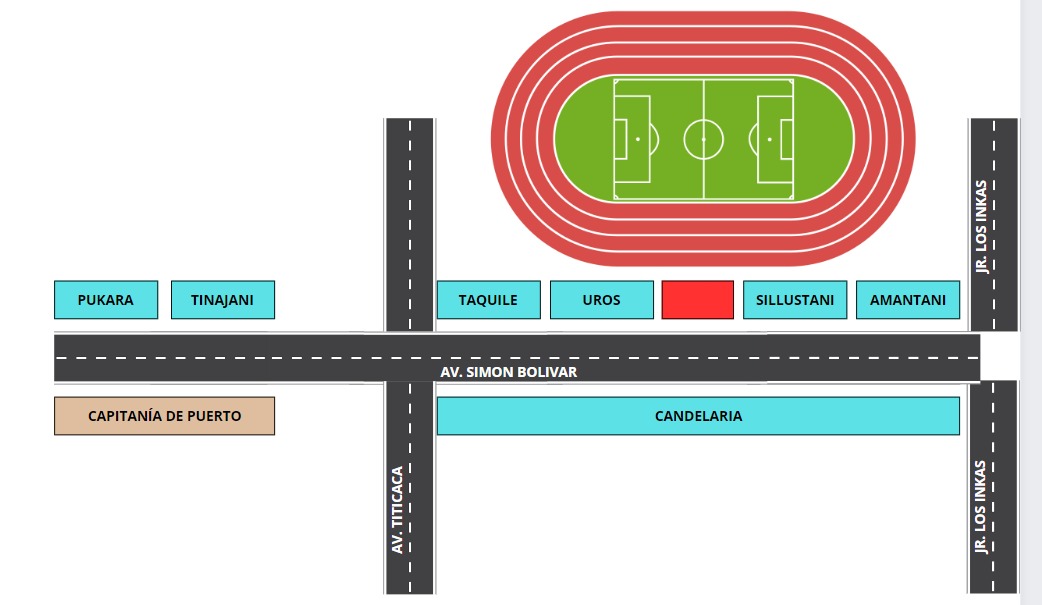 JR. LOS INKAS
PUKARA
TINAJANI
TAQUILE
UROS
SILLUSTANI
AMANTANI
AV. SIMON BOLIVAR
CAPITANÍA DE PUERTO
CANDELARIA
AV. TITICACA
JR. LOS INKAS